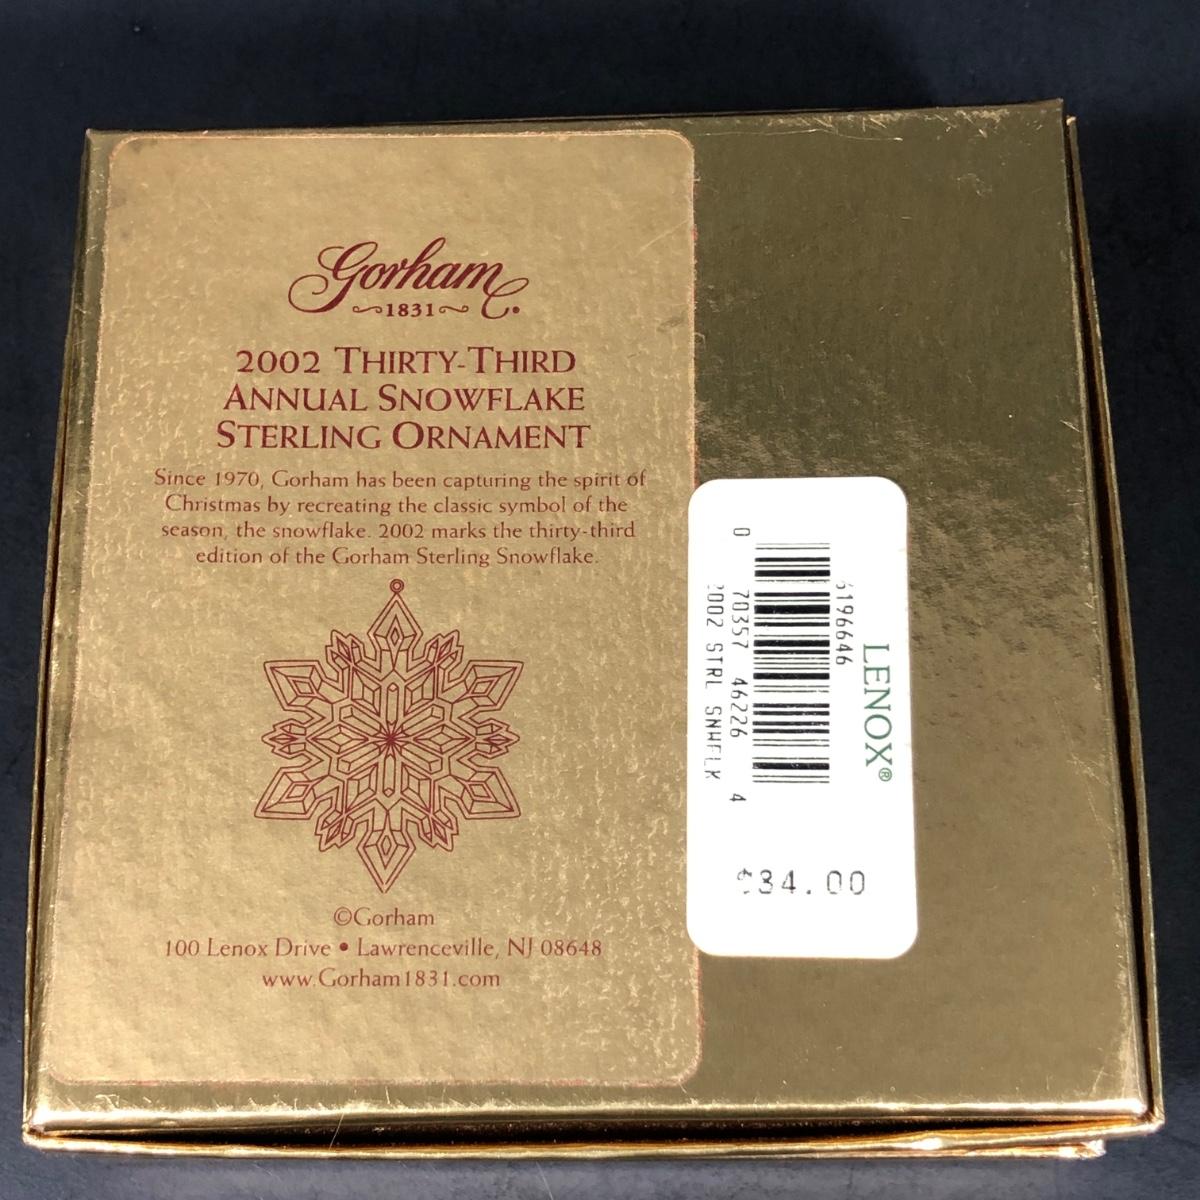 Gorham
1831
2002 THIRTY-THIRD
ANNUAL SNOWFLAKE
STERLING ORNAMENT
Since 1970, Gorham has been capturing the spirit of
Christmas by recreating the classic symbol of the
season, the snowflake. 2002 marks the thirty-third
edition of the Gorham Sterling Snowflake.
©Gorham
100 Lenox Drive • Lawrenceville, NJ 08648
www.Gorham1831.com
LENOX®
6196646
0 70357 46226 4
2002 STRL SNWFLK
$34.00